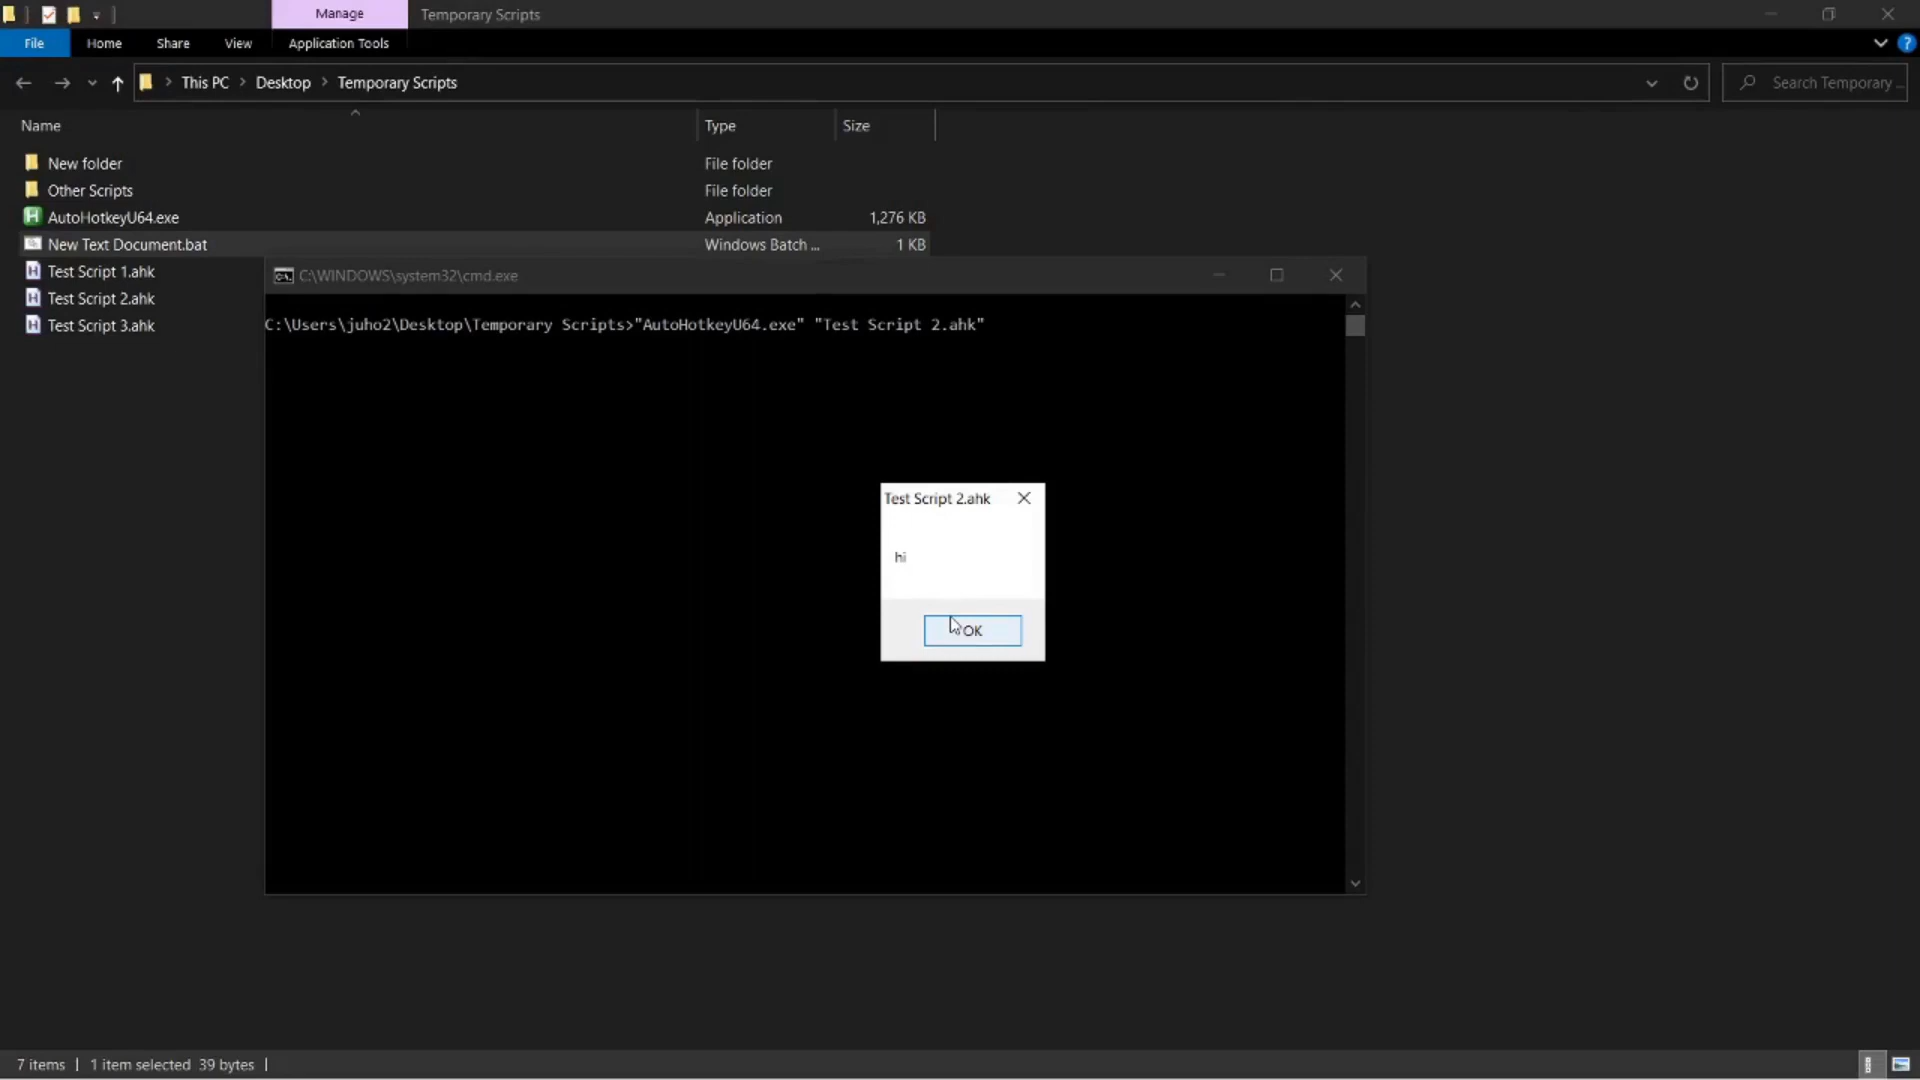 Manage
Temporary Scripts
File
Home
Share
View
Application Tools
This PC
Desktop
Temporary Scripts
Search Temporary ...
Name
Type
Size
New folder
File folder
Other Scripts
File folder
AutoHotkeyU64.exe
Application
1,276 KB
New Text Document.bat
Windows Batch ...
1 KB
Test Script 1.ahk
Test Script 2.ahk
Test Script 3.ahk
C:\WINDOWS\system32\cmd.exe
C:\Users\juho2\Desktop\Temporary Scripts>"AutoHotkeyU64.exe" "Test Script 2.ahk"
Test Script 2.ahk
hi
OK
7 items
1 item selected
39 bytes